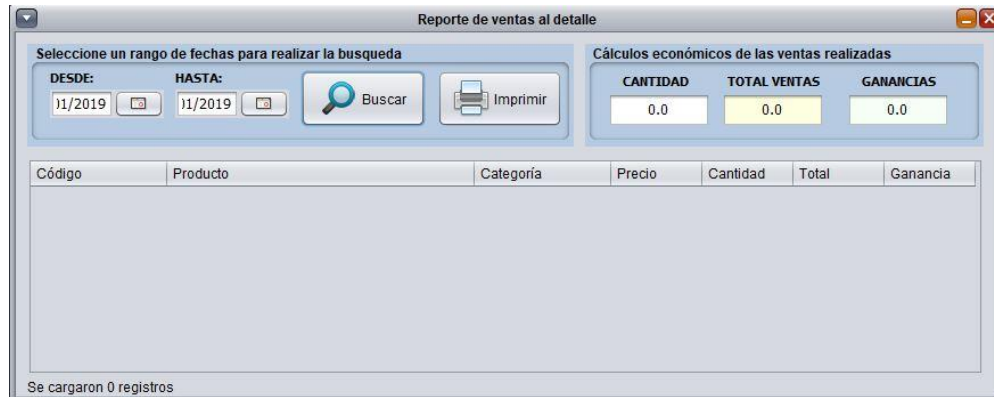 Reporte de ventas al detalle
Seleccione un rango de fechas para realizar la busqueda
DESDE: HASTA:
1/2019 1/2019
Buscar
Imprimir
Cálculos económicos de las ventas realizadas
CANTIDAD TOTAL VENTAS GANANCIAS
0.0 0.0 0.0
Código Producto Categoría Precio Cantidad Total Ganancia
Se cargaron 0 registros